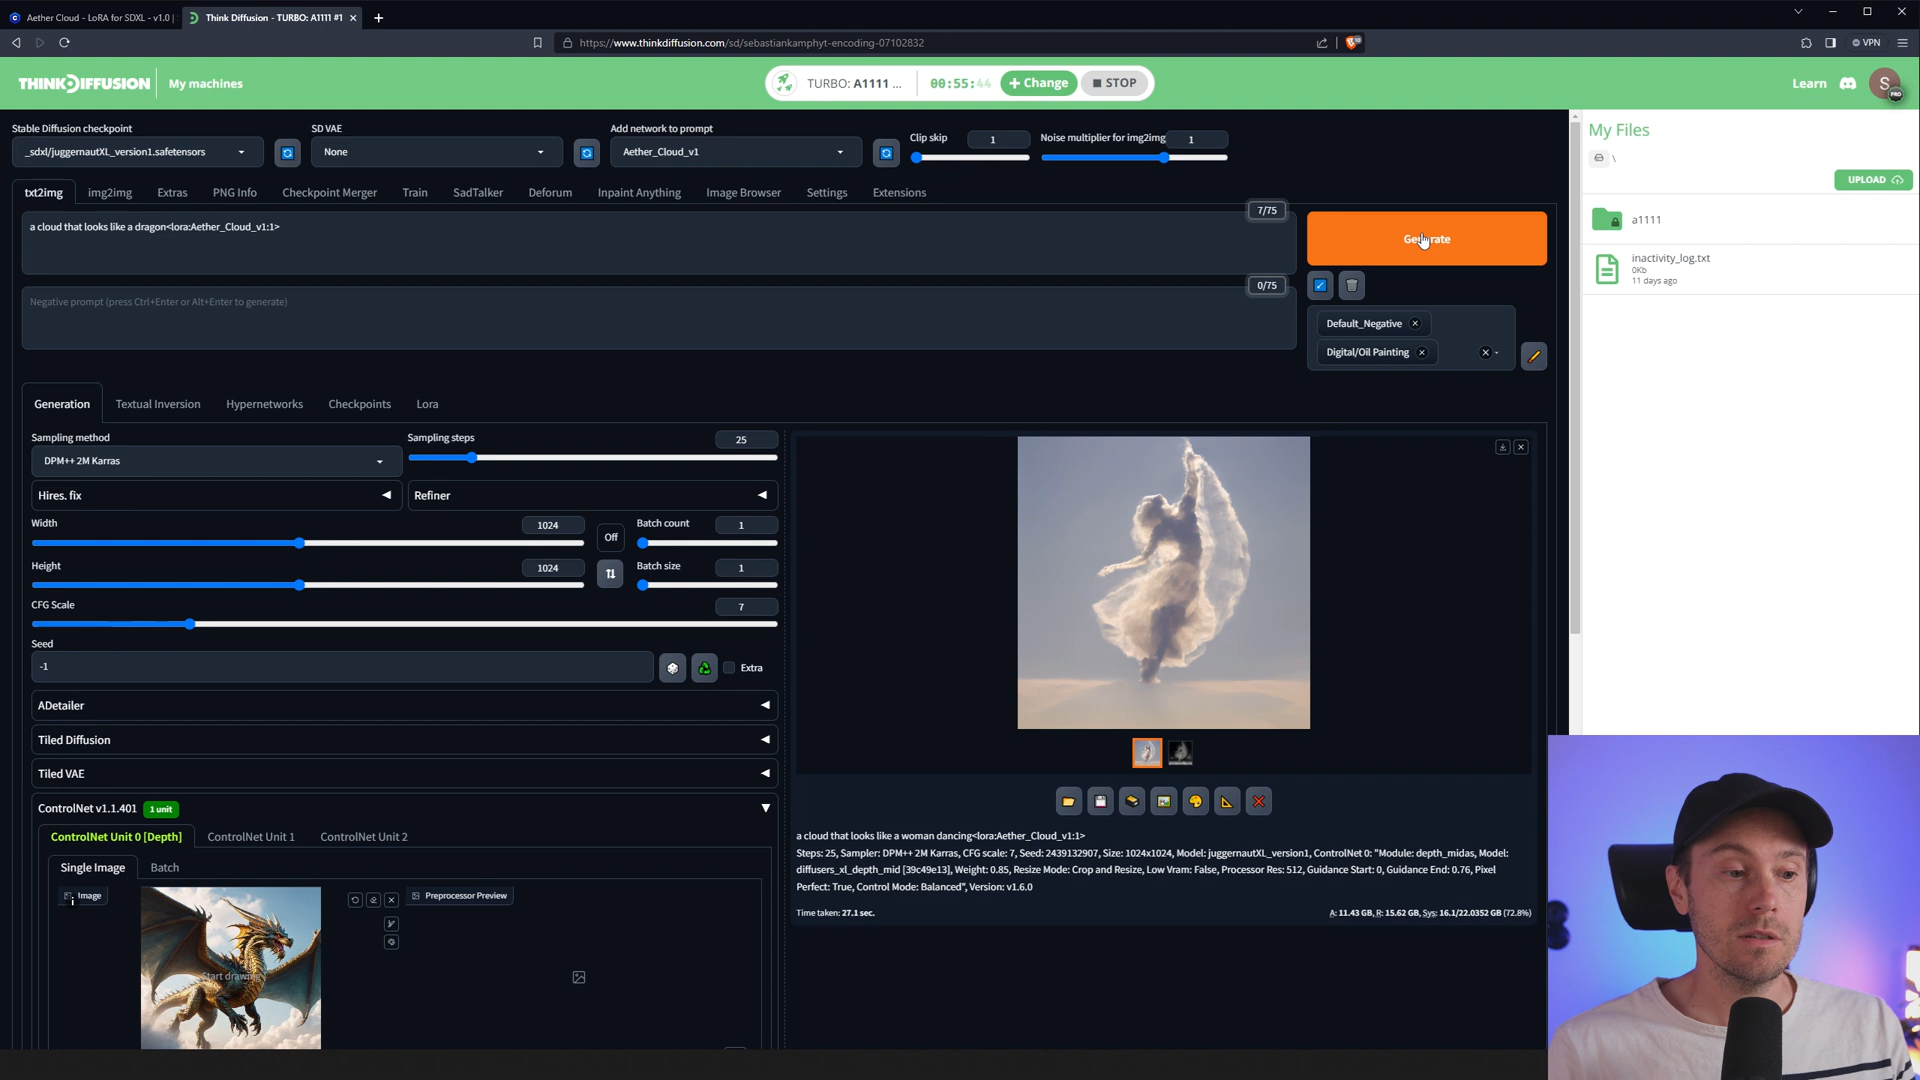 Aether Cloud - LoRA for SDXL - v1.0 |
Think Diffusion - TURBO: A1111 #1
https://www.thinkdiffusion.com/sd/sebastiankamphyt-encoding-07102832
VPN
THINKDIFFUSION
My machines
TURBO: A1111 ...
00:55:44
+ Change
STOP
Learn
S
PRO
Stable Diffusion checkpoint
_sdxl/juggernautXL_version1.safetensors
SD VAE
None
Add network to prompt
Aether_Cloud_v1
Clip skip
1
Noise multiplier for img2img
1
My Files
\
UPLOAD
a1111
inactivity_log.txt
0Kb
11 days ago
txt2img
img2img
Extras
PNG Info
Checkpoint Merger
Train
SadTalker
Deforum
Inpaint Anything
Image Browser
Settings
Extensions
7/75
a cloud that looks like a dragon<lora:Aether_Cloud_v1:1>
Generate
0/75
Negative prompt (press Ctrl+Enter or Alt+Enter to generate)
Default_Negative
Digital/Oil Painting
Generation
Textual Inversion
Hypernetworks
Checkpoints
Lora
Sampling method
DPM++ 2M Karras
Sampling steps
25
Hires. fix
Refiner
Width
1024
Off
Batch count
1
Height
1024
Batch size
1
CFG Scale
7
Seed
-1
Extra
ADetailer
Tiled Diffusion
Tiled VAE
ControlNet v1.1.401
1 unit
ControlNet Unit 0 [Depth]
ControlNet Unit 1
ControlNet Unit 2
Single Image
Batch
Image
Preprocessor Preview
Start drawing
a cloud that looks like a woman dancing<lora:Aether_Cloud_v1:1>
Steps: 25, Sampler: DPM++ 2M Karras, CFG scale: 7, Seed: 2439132907, Size: 1024x1024, Model: juggernautXL_version1, ControlNet 0: "Module: depth_midas, Model:
diffusers_xl_depth_mid [39c49e13], Weight: 0.85, Resize Mode: Crop and Resize, Low Vram: False, Processor Res: 512, Guidance Start: 0, Guidance End: 0.76, Pixel
Perfect: True, Control Mode: Balanced", Version: v1.6.0
Time taken: 27.1 sec.
A: 11.43 GB, R: 15.62 GB, Sys: 16.1/22.0352 GB (72.8%)